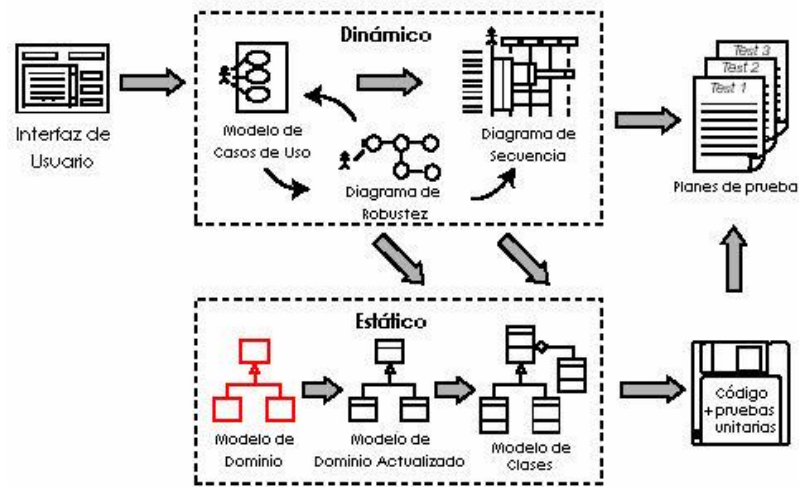 Dinámico
Interfaz de
Usuario
Modelo de
Casos de Uso
Diagrama de
Secuencia
Diagrama de
Robustez
Test 3
Test 2
Test 1
Planes de prueba
Estático
Modelo de
Dominio
Modelo de
Dominio Actualizado
Modelo de
Clases
Código
+pruebas
unitarias